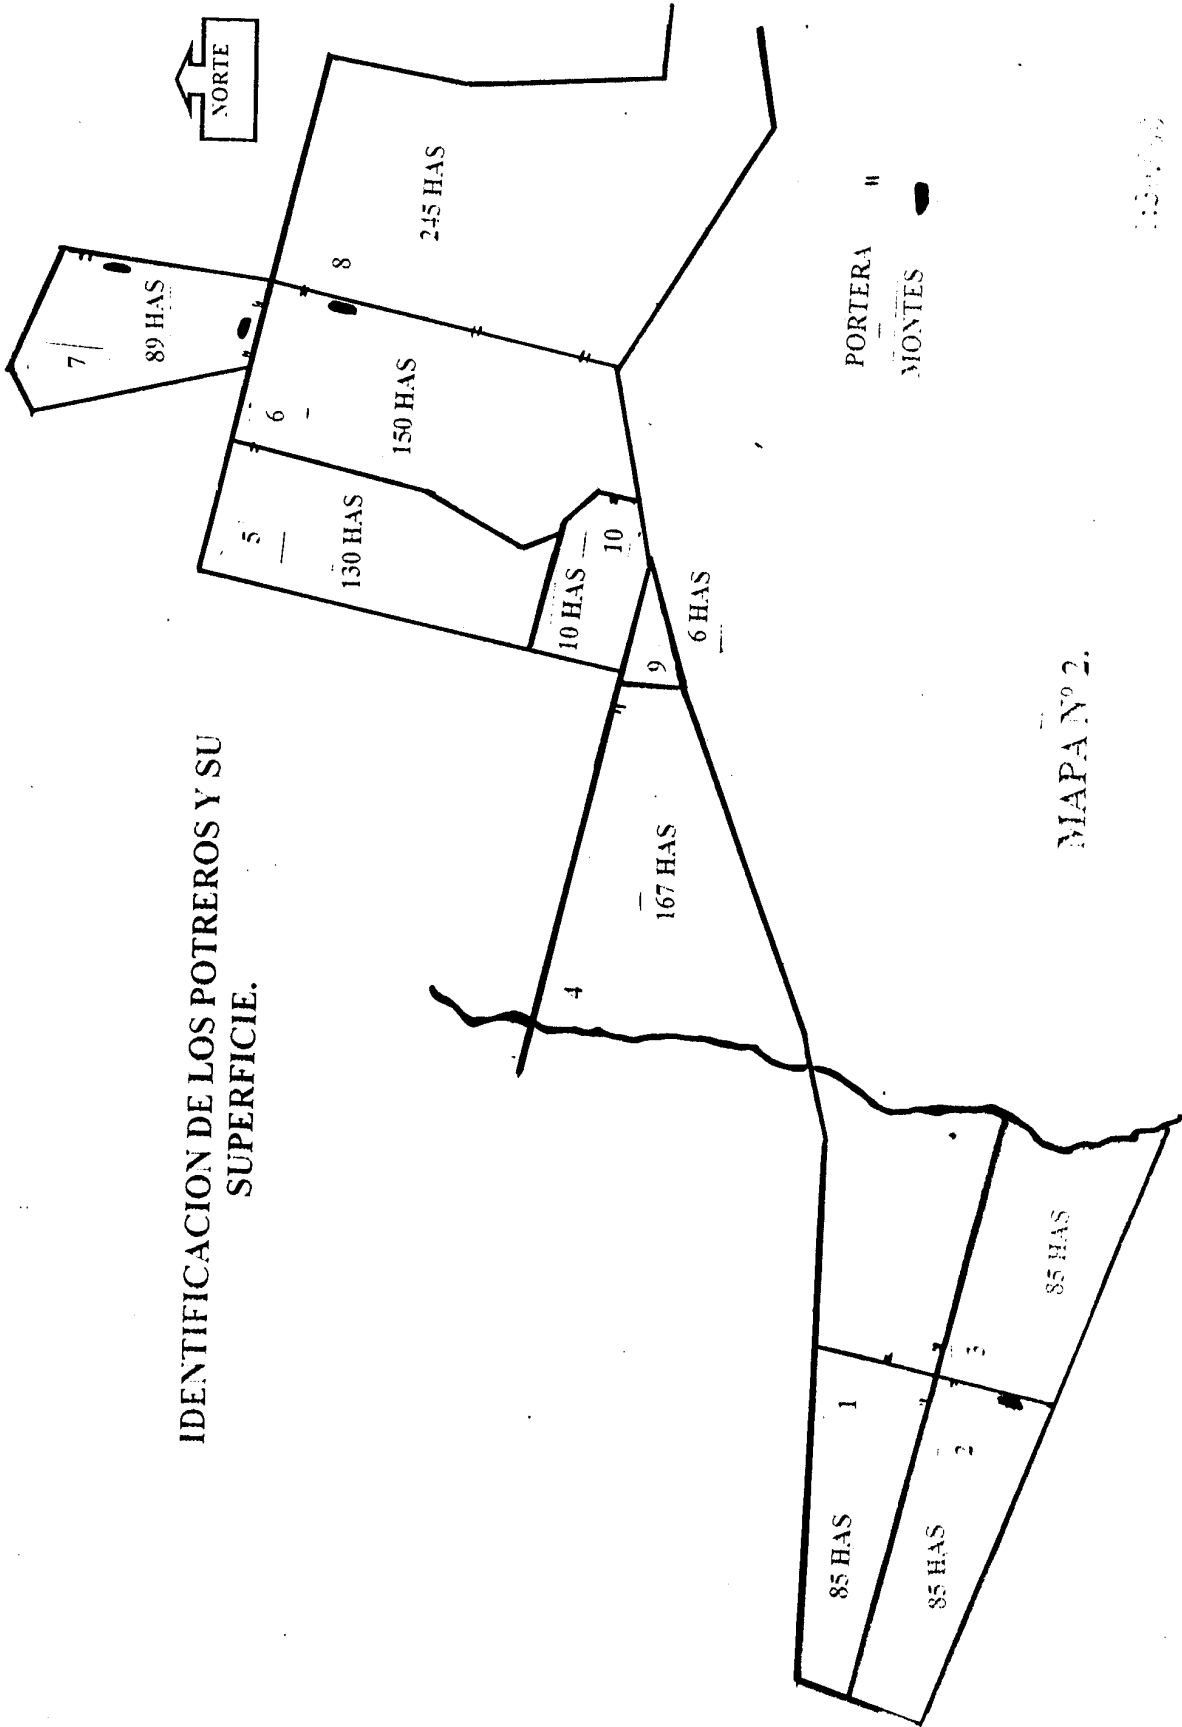 IDENTIFICACION DE LOS POTREROS Y SU
SUPERFICIE.
NORTE
7
89 HAS
5
130 HAS
6
150 HAS
8
245 HAS
10 HAS
10
9
6 HAS
4
167 HAS
1
85 HAS
2
85 HAS
3
85 HAS
PORTERA
MONTES
MAPA Nº 2.